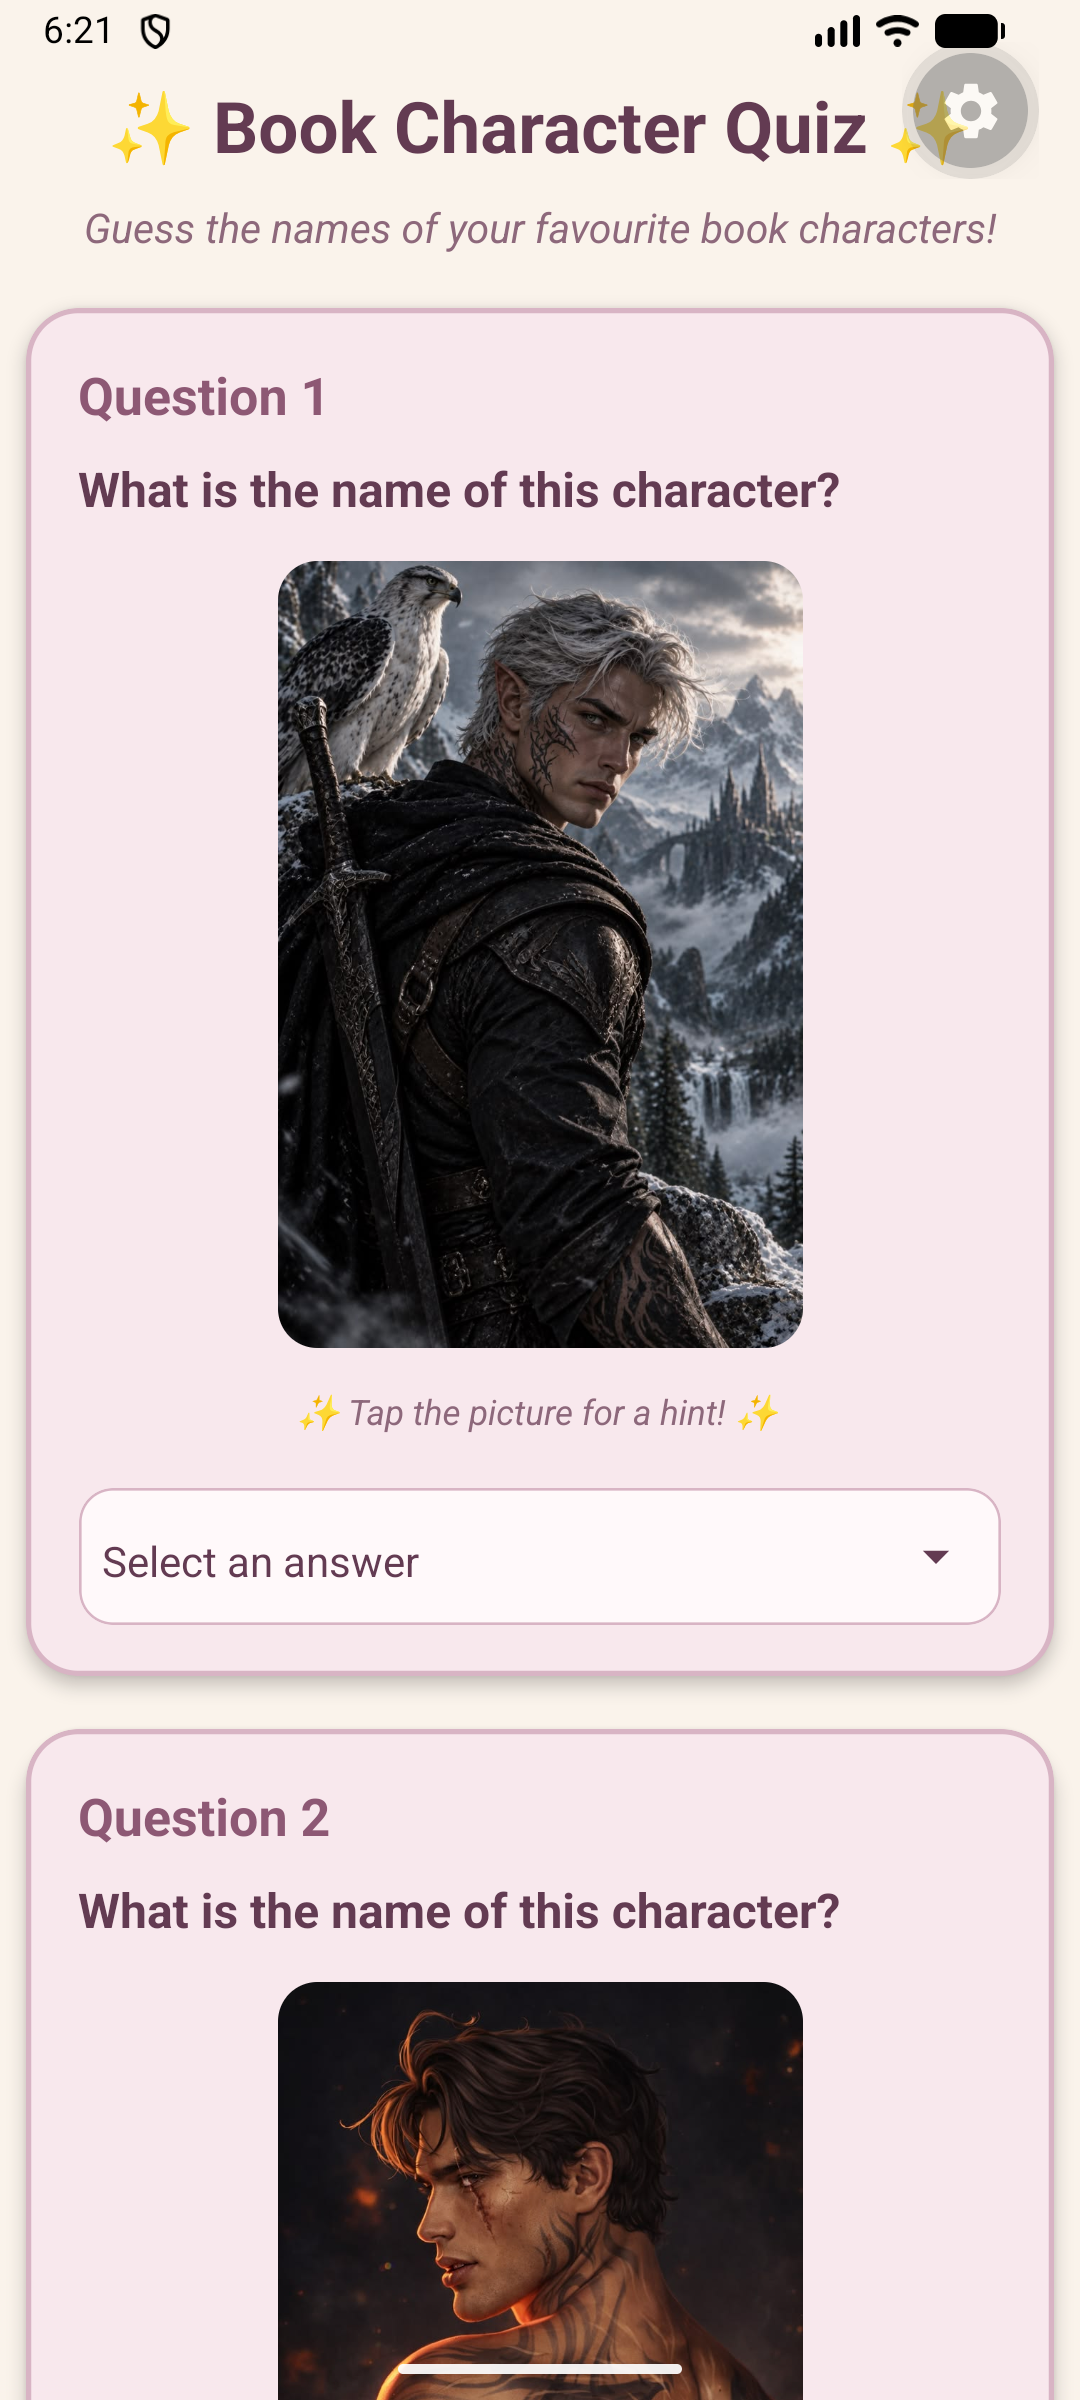 6:21
✨ Book Character Quiz ✨
Guess the names of your favourite book characters!
Question 1
What is the name of this character?
✨ Tap the picture for a hint! ✨
Select an answer
Question 2
What is the name of this character?